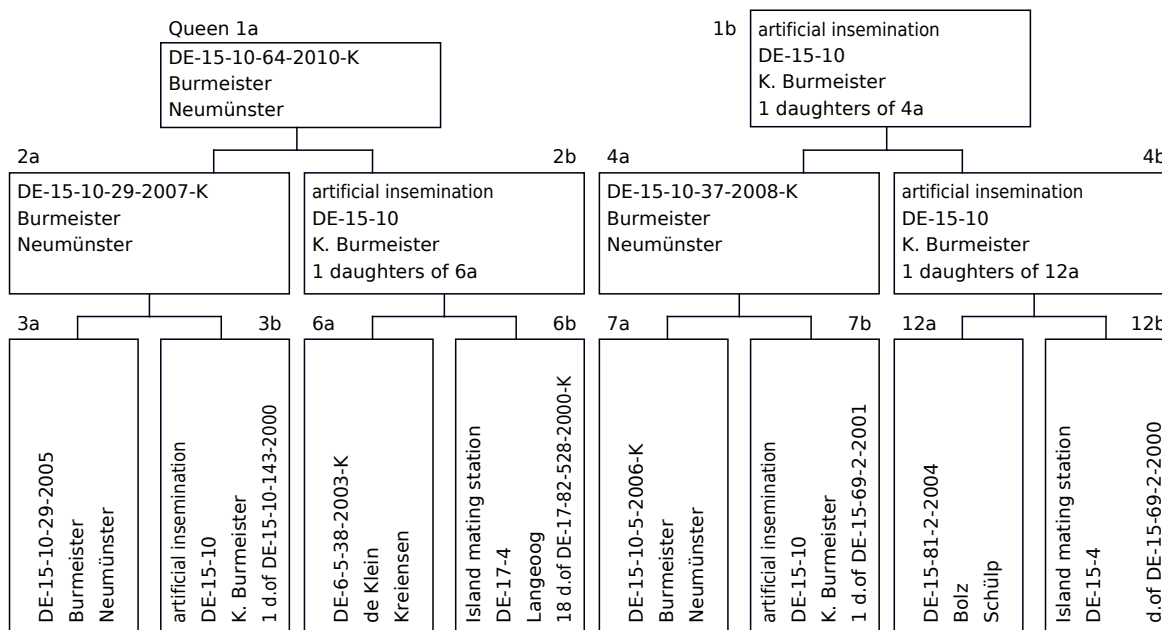 Queen 1a
DE-15-10-64-2010-K
Burmeister
Neumünster
1b
artificial insemination
DE-15-10
K. Burmeister
1 daughters of 4a
2a
DE-15-10-29-2007-K
Burmeister
Neumünster
2b
artificial insemination
DE-15-10
K. Burmeister
1 daughters of 6a
4a
DE-15-10-37-2008-K
Burmeister
Neumünster
4b
artificial insemination
DE-15-10
K. Burmeister
1 daughters of 12a
3a
DE-15-10-29-2005
Burmeister
Neumünster
3b
artificial insemination
DE-15-10
K. Burmeister
1 d.of DE-15-10-143-2000
6a
DE-6-5-38-2003-K
de Klein
Kreiensen
6b
Island mating station
DE-17-4
Langeoog
18 d.of DE-17-82-528-2000-K
7a
DE-15-10-5-2006-K
Burmeister
Neumünster
7b
artificial insemination
DE-15-10
K. Burmeister
1 d.of DE-15-69-2-2001
12a
DE-15-81-2-2004
Bolz
Schülp
12b
Island mating station
DE-15-4
d.of DE-15-69-2-2000